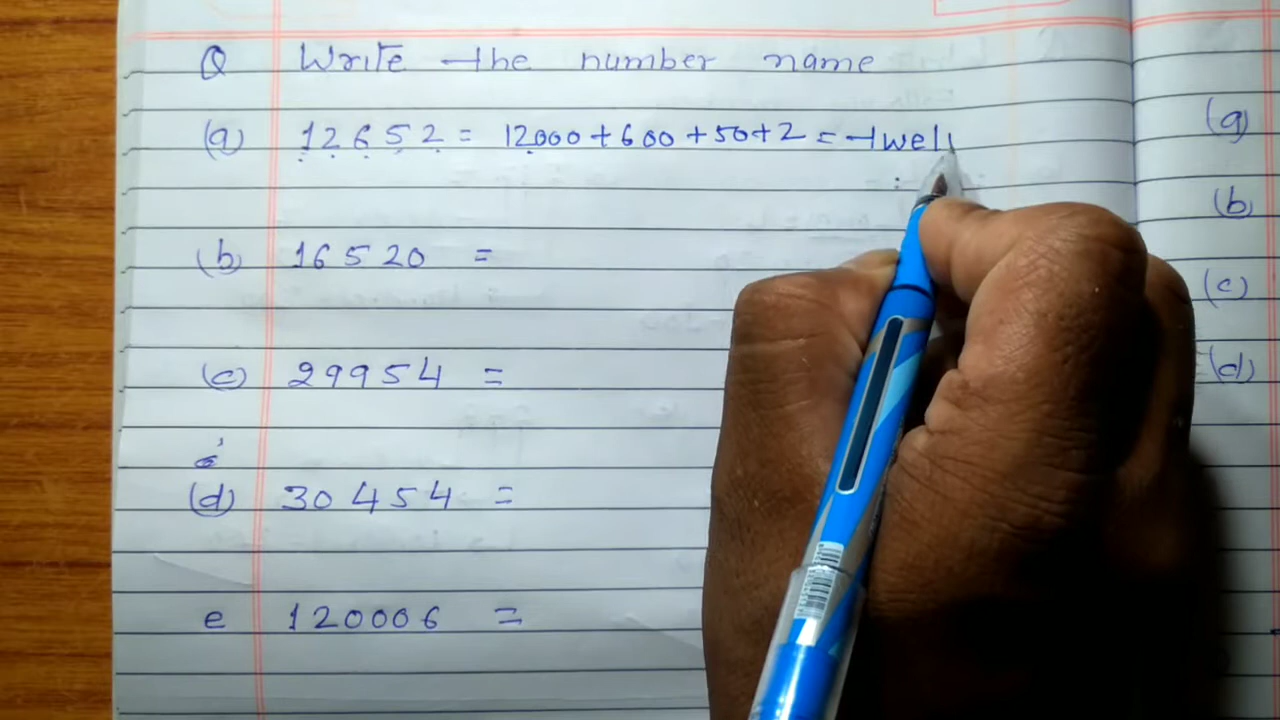 Q Write the number name
(a) 12652 = 12000+600+50+2 = twel
(b) 16520 =
(c) 29954 =
(d) 30454 =
e 120006 =
(a)
(b)
(c)
(d)